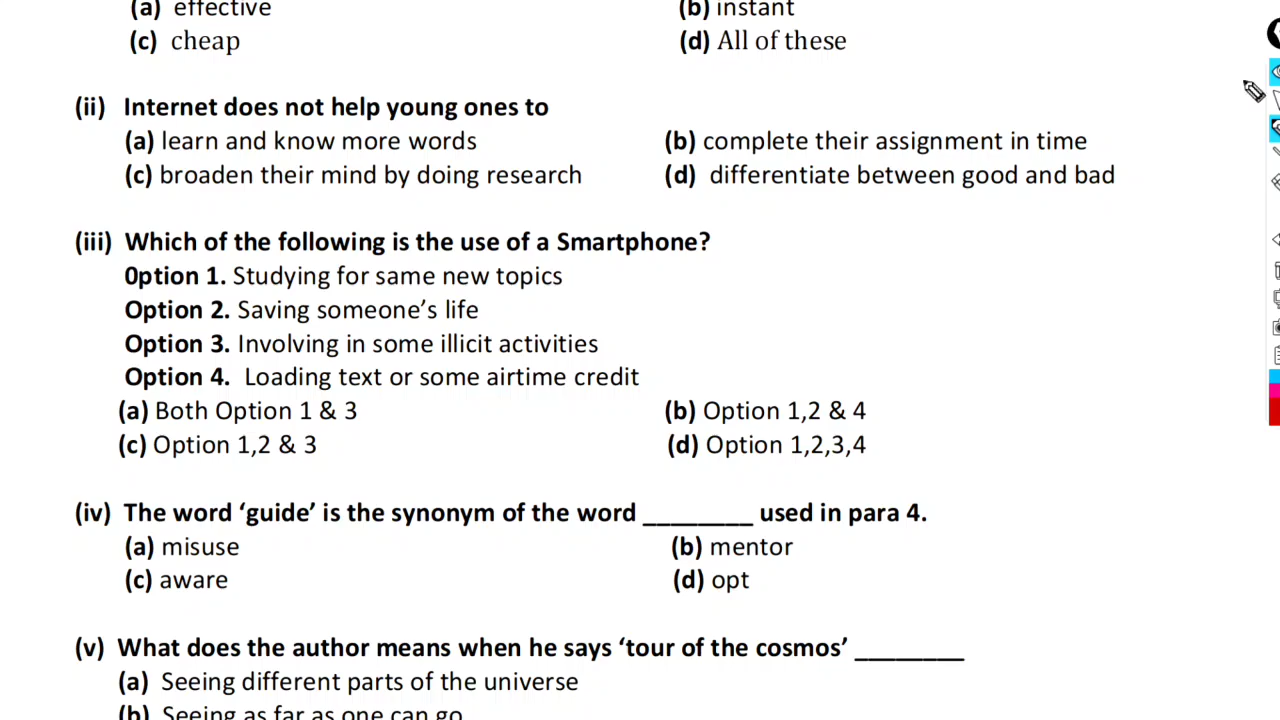 (a) effective (b) instant
(c) cheap (d) All of these
(ii) Internet does not help young ones to
(a) learn and know more words (b) complete their assignment in time
(c) broaden their mind by doing research (d) differentiate between good and bad
(iii) Which of the following is the use of a Smartphone?
0ption 1. Studying for same new topics
Option 2. Saving someone’s life
Option 3. Involving in some illicit activities
Option 4. Loading text or some airtime credit
(a) Both Option 1 & 3 (b) Option 1,2 & 4
(c) Option 1,2 & 3 (d) Option 1,2,3,4
(iv) The word ‘guide’ is the synonym of the word ________ used in para 4.
(a) misuse (b) mentor
(c) aware (d) opt
(v) What does the author means when he says ‘tour of the cosmos’ ________
(a) Seeing different parts of the universe
(b) Seeing as far as one can go